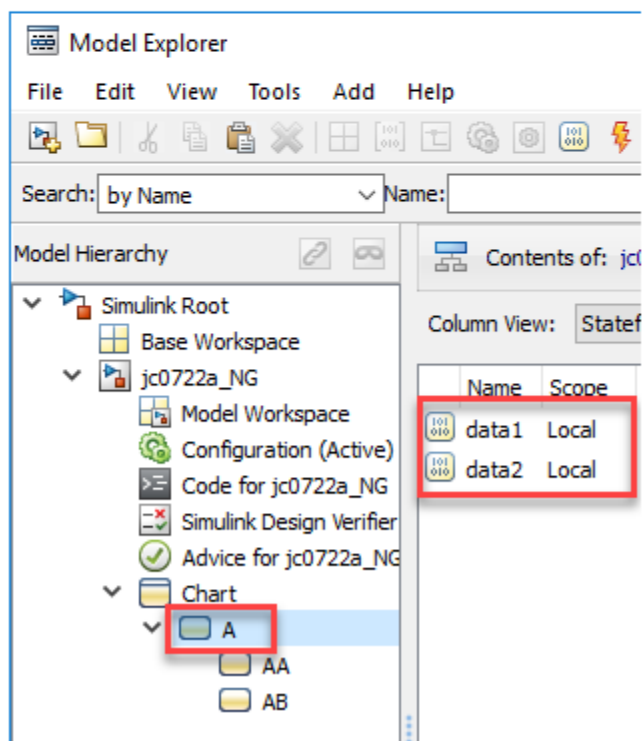 Model Explorer
File Edit View Tools Add Help
Search: by Name Name:
Model Hierarchy
Contents of:
Simulink Root
Column View:
Base Workspace
jc0722a_NG
Name Scope
Model Workspace
data1 Local
Configuration (Active)
data2 Local
Code for jc0722a_NG
Simulink Design Verifier
Advice for jc0722a_NG
Chart
A
AA
AB